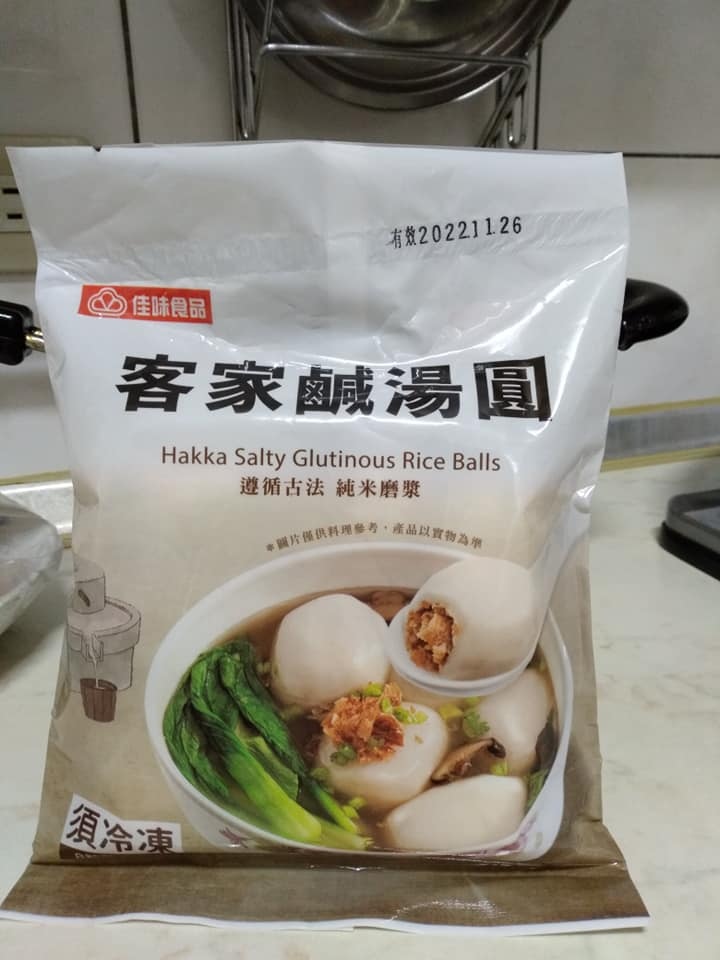 有效2022.11.26
佳味食品
客家鹹湯圓
Hakka Salty Glutinous Rice Balls
遵循古法 純米磨漿
*圖片僅供料理參考，產品以實物為準
須冷凍